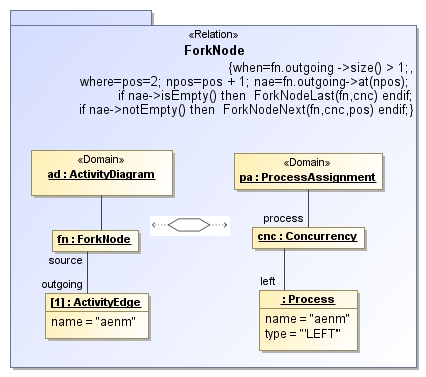 «Relation»
ForkNode
{when=fn.outgoing ->size() > 1;,
where=pos=2; npos=pos + 1; nae=fn.outgoing->at(npos);
if nae->isEmpty() then ForkNodeLast(fn,cnc) endif;
if nae->notEmpty() then ForkNodeNext(fn,cnc,pos) endif;}
«Domain»
ad : ActivityDiagram
«Domain»
pa : ProcessAssignment
process
fn : ForkNode
cnc : Concurrency
source
outgoing
left
[1] : ActivityEdge
name = "aenm"
: Process
name = "aenm"
type = "'LEFT'"